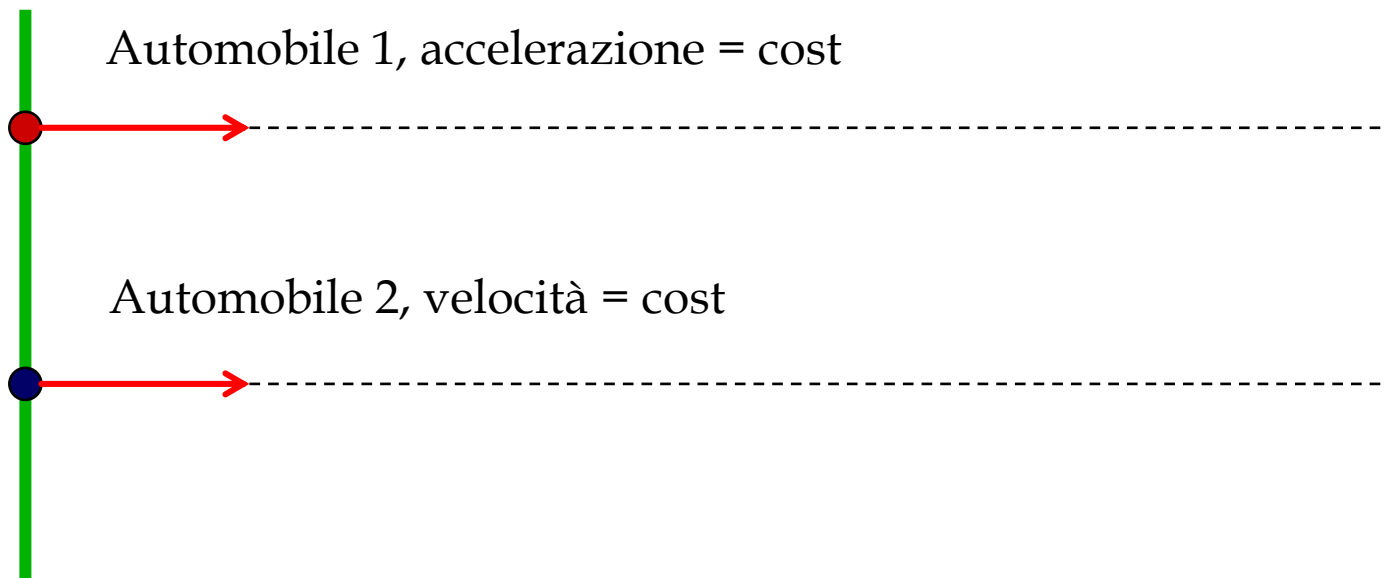 Automobile 1, accelerazione = cost
Automobile 2, velocità = cost